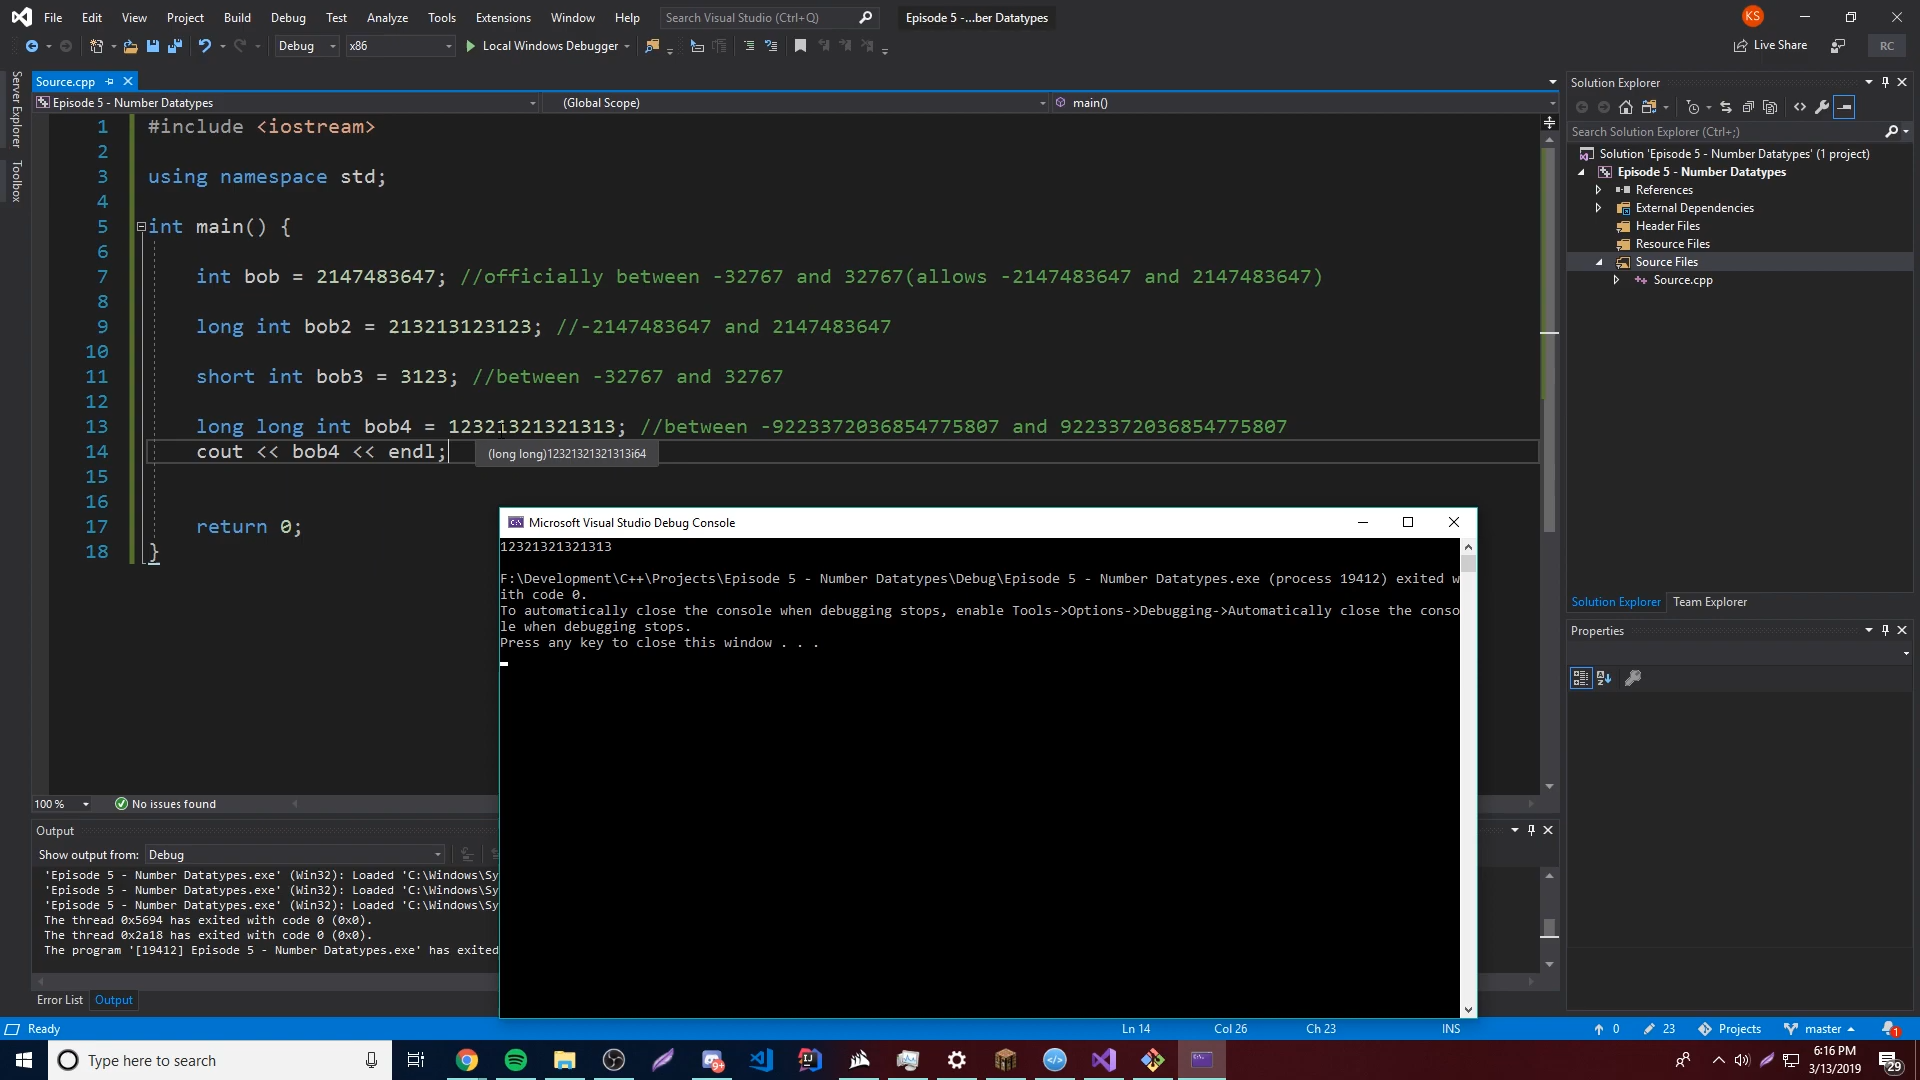 File Edit View Project Build Debug Test Analyze Tools Extensions Window Help Search Visual Studio (Ctrl+Q) Episode 5 -...ber Datatypes KS
Debug x86 Local Windows Debugger Live Share RC
Server Explorer
Toolbox
Source.cpp
Episode 5 - Number Datatypes (Global Scope) main()
1 #include <iostream>
2
3 using namespace std;
4
5 int main() {
6
7 int bob = 2147483647; //officially between -32767 and 32767(allows -2147483647 and 2147483647)
8
9 long int bob2 = 213213123123; //-2147483647 and 2147483647
10
11 short int bob3 = 3123; //between -32767 and 32767
12
13 long long int bob4 = 12321321321313; //between -9223372036854775807 and 9223372036854775807
14 cout << bob4 << endl;
(long long)12321321321313i64
15
16
17 return 0;
18 }
Microsoft Visual Studio Debug Console
12321321321313
F:\Development\C++\Projects\Episode 5 - Number Datatypes\Debug\Episode 5 - Number Datatypes.exe (process 19412) exited w
ith code 0.
To automatically close the console when debugging stops, enable Tools->Options->Debugging->Automatically close the conso
le when debugging stops.
Press any key to close this window . . .
100 % No issues found
Output
Show output from: Debug
'Episode 5 - Number Datatypes.exe' (Win32): Loaded 'C:\Windows\Sy
'Episode 5 - Number Datatypes.exe' (Win32): Loaded 'C:\Windows\Sy
'Episode 5 - Number Datatypes.exe' (Win32): Loaded 'C:\Windows\Sy
The thread 0x5694 has exited with code 0 (0x0).
The thread 0x2a18 has exited with code 0 (0x0).
The program '[19412] Episode 5 - Number Datatypes.exe' has exited
Error List Output
Solution Explorer
Search Solution Explorer (Ctrl+;)
Solution 'Episode 5 - Number Datatypes' (1 project)
Episode 5 - Number Datatypes
References
External Dependencies
Header Files
Resource Files
Source Files
Source.cpp
Solution Explorer Team Explorer
Properties
Ready Ln 14 Col 26 Ch 23 INS 0 23 Projects master 1
Type here to search 6:16 PM
3/13/2019
29